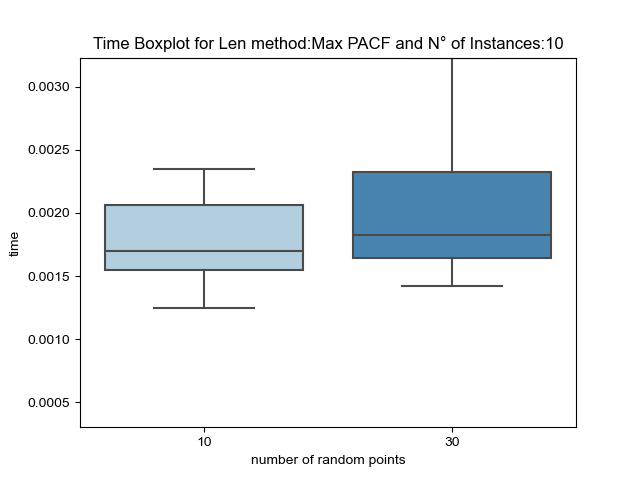 Time Boxplot for Len method:Max PACF and N° of Instances:10
0.0030
0.0025
0.0020
0.0015
0.0010
0.0005
time
10
30
number of random points